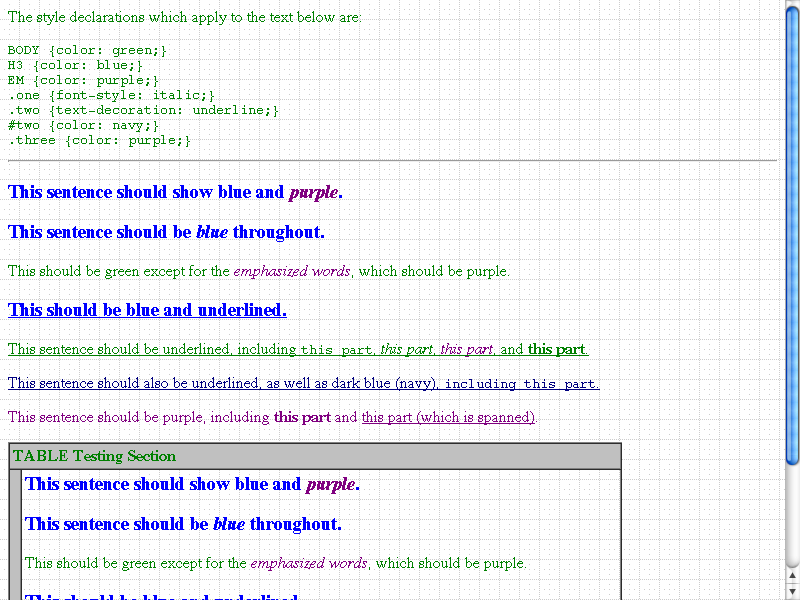 The style declarations which apply to the text below are:
BODY {color: green;}
H3 {color: blue;}
EM {color: purple;}
.one {font-style: italic;}
.two {text-decoration: underline;}
#two {color: navy;}
.three {color: purple;}
This sentence should show blue and purple.
This sentence should be blue throughout.
This should be green except for the emphasized words, which should be purple.
This should be blue and underlined.
This sentence should be underlined, including this part, this part, this part, and this part.
This sentence should also be underlined, as well as dark blue (navy), including this part.
This sentence should be purple, including this part and this part (which is spanned).
TABLE Testing Section
This sentence should show blue and purple.
This sentence should be blue throughout.
This should be green except for the emphasized words, which should be purple.
This should be blue and underlined.